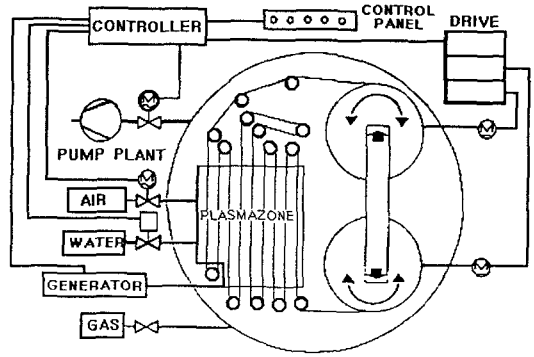 CONTROLLER
CONTROL
PANEL
DRIVE
M
PUMP PLANT
M
M
AIR
PLASMAZONE
WATER
M
GENERATOR
GAS